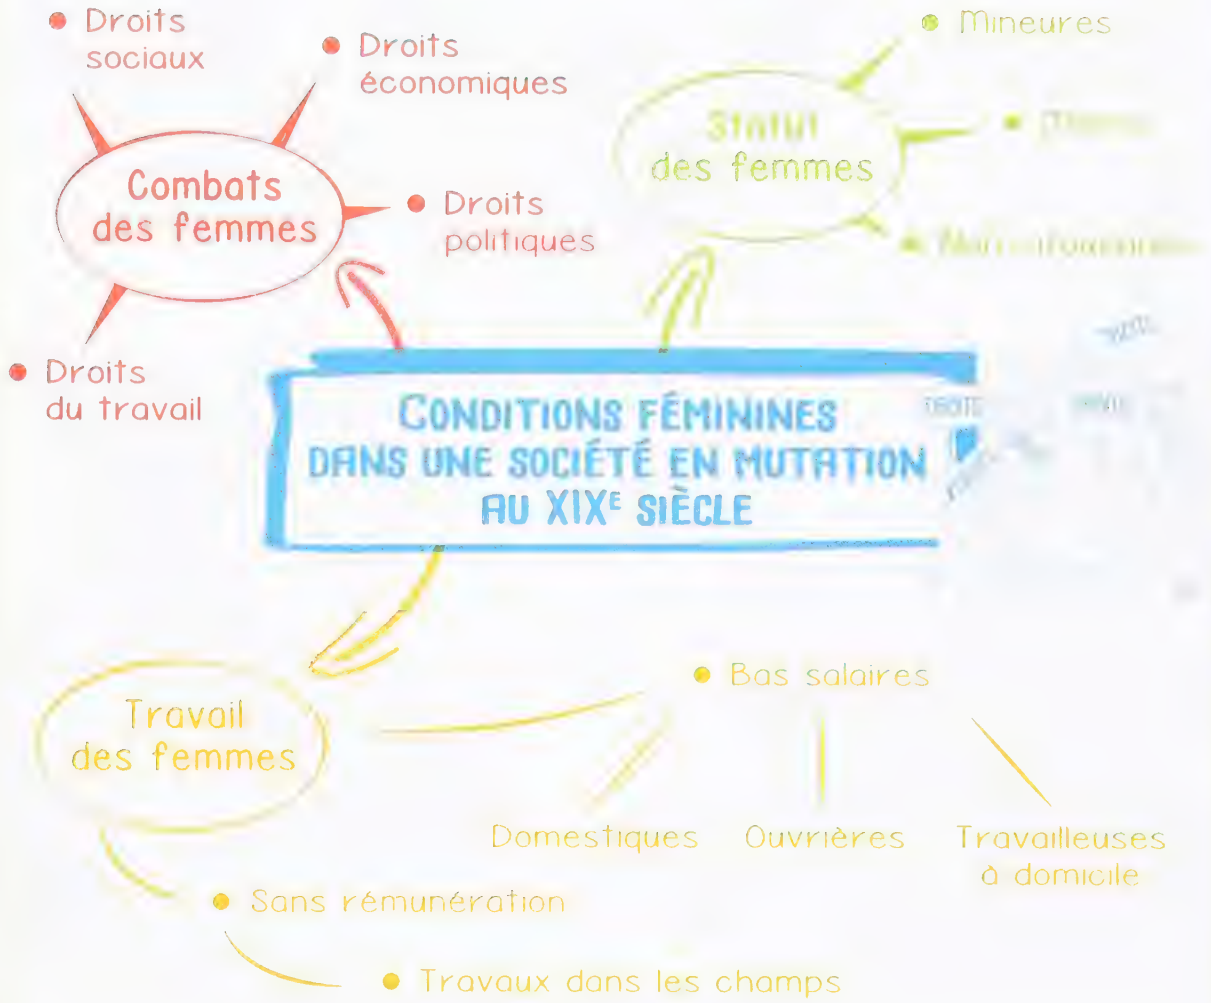 Droits
sociaux
Droits
économiques
Combats
des femmes
Droits
politiques
Droits
du travail
Mineures
Statut
des femmes
CONDITIONS FÉMININES
DANS UNE SOCIÉTÉ EN MUTATION
AU XIXE SIÈCLE
DROITS
Travail
des femmes
Bas salaires
Domestiques
Ouvrières
Travailleuses
à domicile
Sans rémunération
Travaux dans les champs